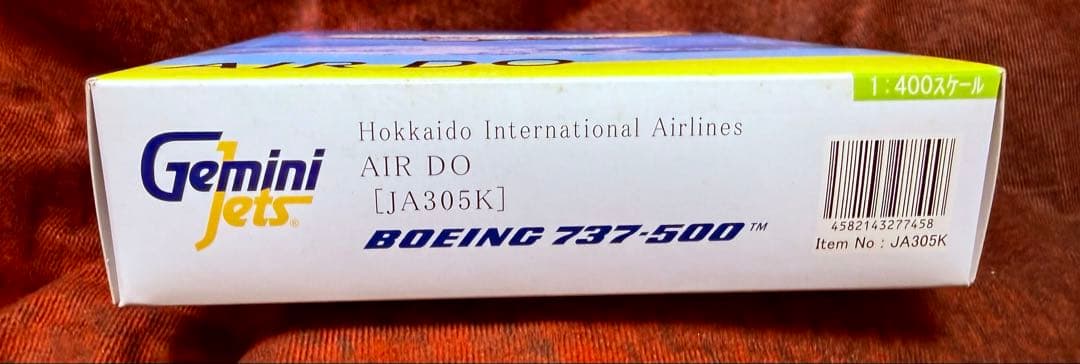 AIR DO
1:400スケール
Gemini
Jets®
Hokkaido International Airlines
AIR DO
[JA305K]
BOEING 737-500™
4582143277458
Item No : JA305K